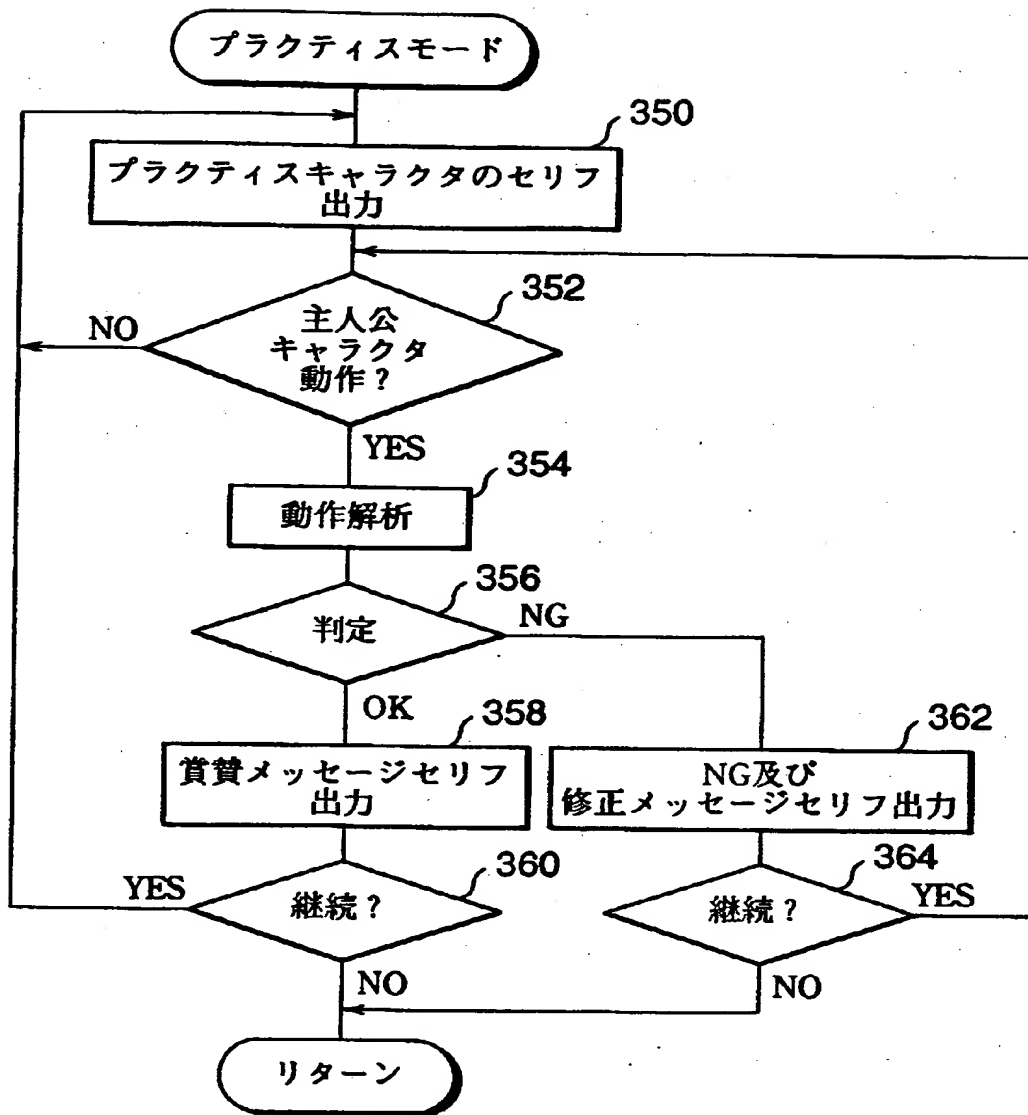 プラクティスモード
350
プラクティスキャラクタのセリフ
出力
352
主人公
キャラクタ
動作?
NO
YES
354
動作解析
356
判定
NG
OK
358
賞賛メッセージセリフ
出力
362
NG及び
修正メッセージセリフ出力
360
継続?
YES
NO
364
継続?
YES
NO
リターン